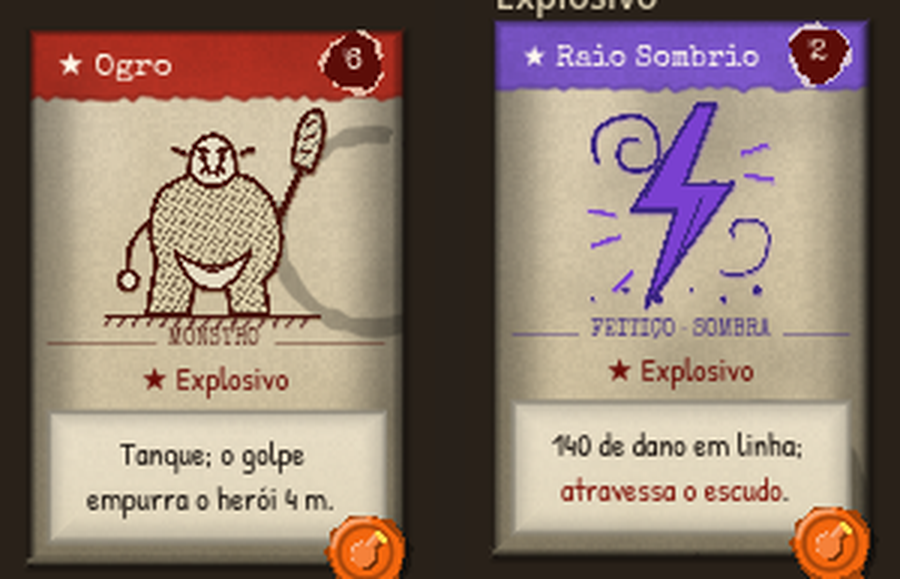 Explosivo
★ Ogro
6
MONSTRO
★ Explosivo
Tanque; o golpe
empurra o herói 4 m.
★ Raio Sombrio
2
FEITIÇO · SOMBRA
★ Explosivo
140 de dano em linha;
atravessa o escudo.